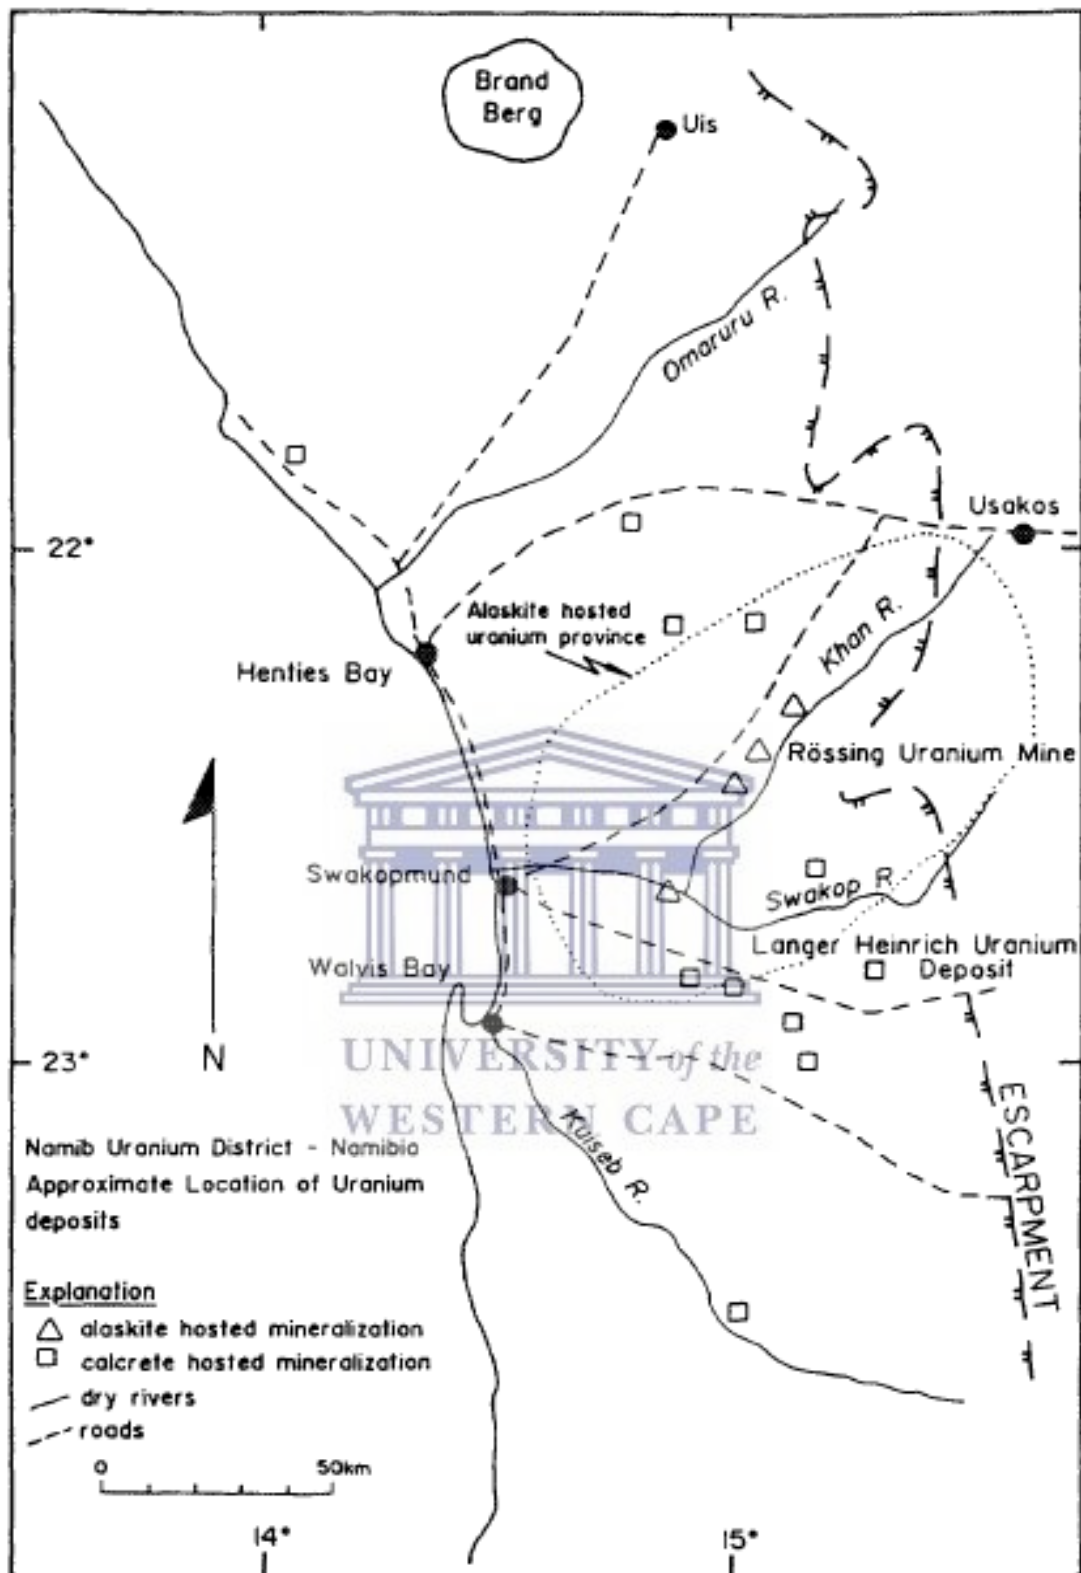 Brand
Berg
Uis
Omaruru R.
Usakos
22°
Alaskite hosted
uranium province
Khan R.
Henties Bay
Rössing Uranium Mine
Swakopmund
Swakop R
Langer Heinrich Uranium
Deposit
Walvis Bay
UNIVERSITY of the
WESTERN CAPE
23°
N
Kuiseb R.
ESCARPMENT
Namib Uranium District - Namibia
Approximate Location of Uranium
deposits
Explanation
alaskite hosted mineralization
calcrete hosted mineralization
dry rivers
roads
0 50km
14° 15°